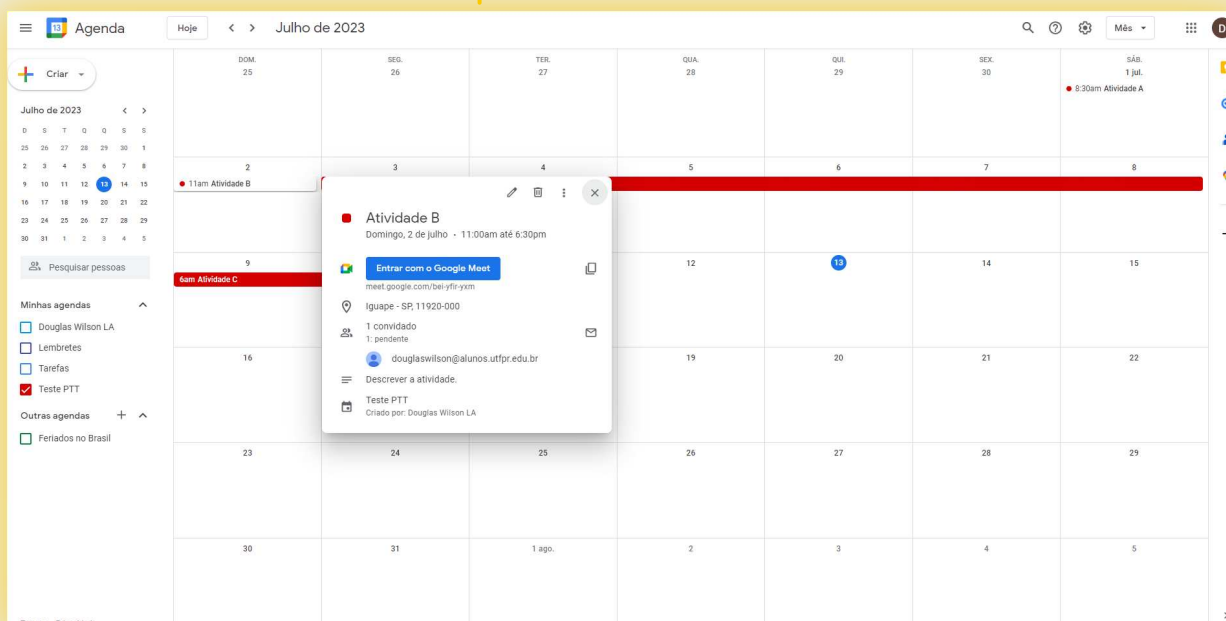 13 Agenda Hoje Julho de 2023 Mês D
Criar
Julho de 2023
D S T Q Q S S
25 26 27 28 29 30 1
2 3 4 5 6 7 8
9 10 11 12 13 14 15
16 17 18 19 20 21 22
23 24 25 26 27 28 29
30 31 1 2 3 4 5
Pesquisar pessoas
Minhas agendas
Douglas Wilson LA
Lembretes
Tarefas
Teste PTT
Outras agendas
Feriados no Brasil
DOM. SEG. TER. QUA. QUI. SEX. SÁB.
25 26 27 28 29 30 1 jul.
8:30am Atividade A
2 3 4 5 6 7 8
11am Atividade B
9 12 13 14 15
6am Atividade C
16 19 20 21 22
23 24 25 26 27 28 29
30 31 1 ago. 2 3 4 5
Atividade B
Domingo, 2 de julho · 11:00am até 6:30pm
Entrar com o Google Meet
meet.google.com/bei-yfir-yxm
Iguape - SP, 11920-000
1 convidado
1: pendente
douglaswilson@alunos.utfpr.edu.br
Descrever a atividade.
Teste PTT
Criado por: Douglas Wilson LA